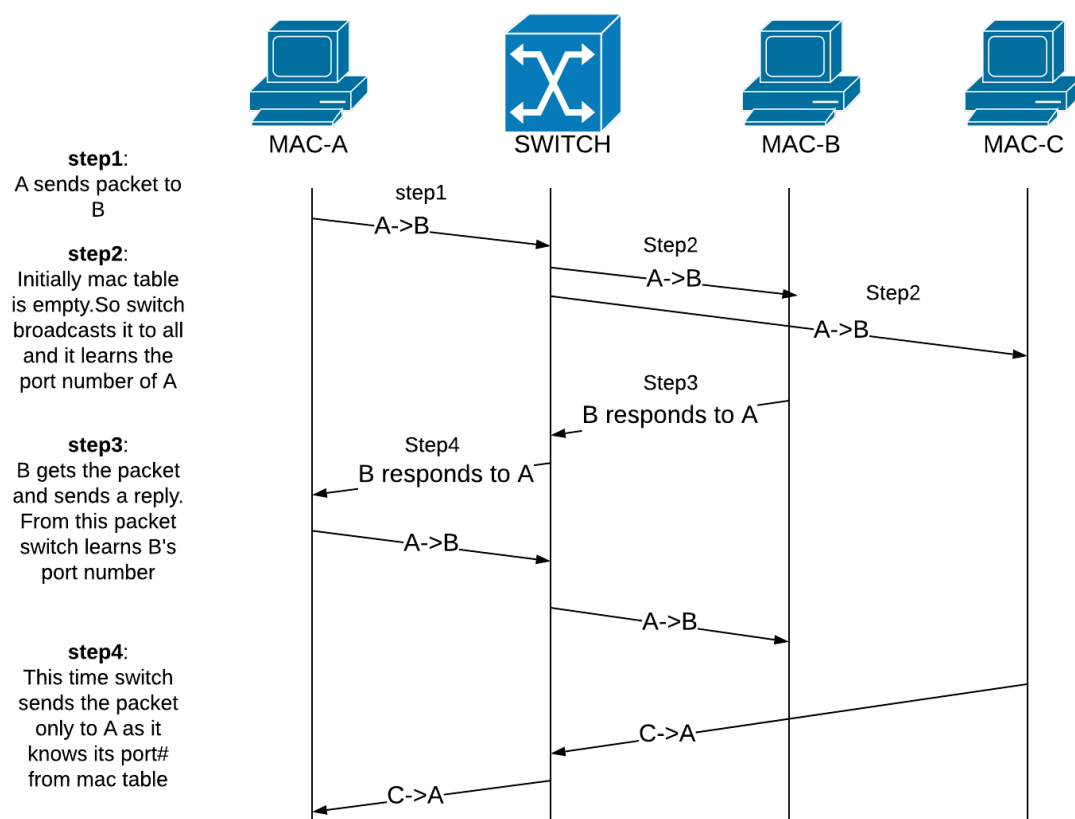 MAC-A
SWITCH
MAC-B
MAC-C
step1:
A sends packet to
B
step2:
Initially mac table
is empty.So switch
broadcasts it to all
and it learns the
port number of A
step3:
B gets the packet
and sends a reply.
From this packet
switch learns B's
port number
step4:
This time switch
sends the packet
only to A as it
knows its port#
from mac table
step1
A->B
Step2
A->B
Step2
A->B
Step3
B responds to A
Step4
B responds to A
A->B
A->B
C->A
C->A